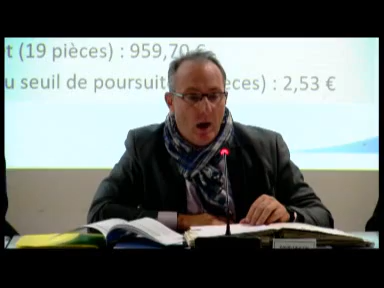 t (19 pièces) : 959,70 €
u seuil de poursuit ces) : 2,53 €